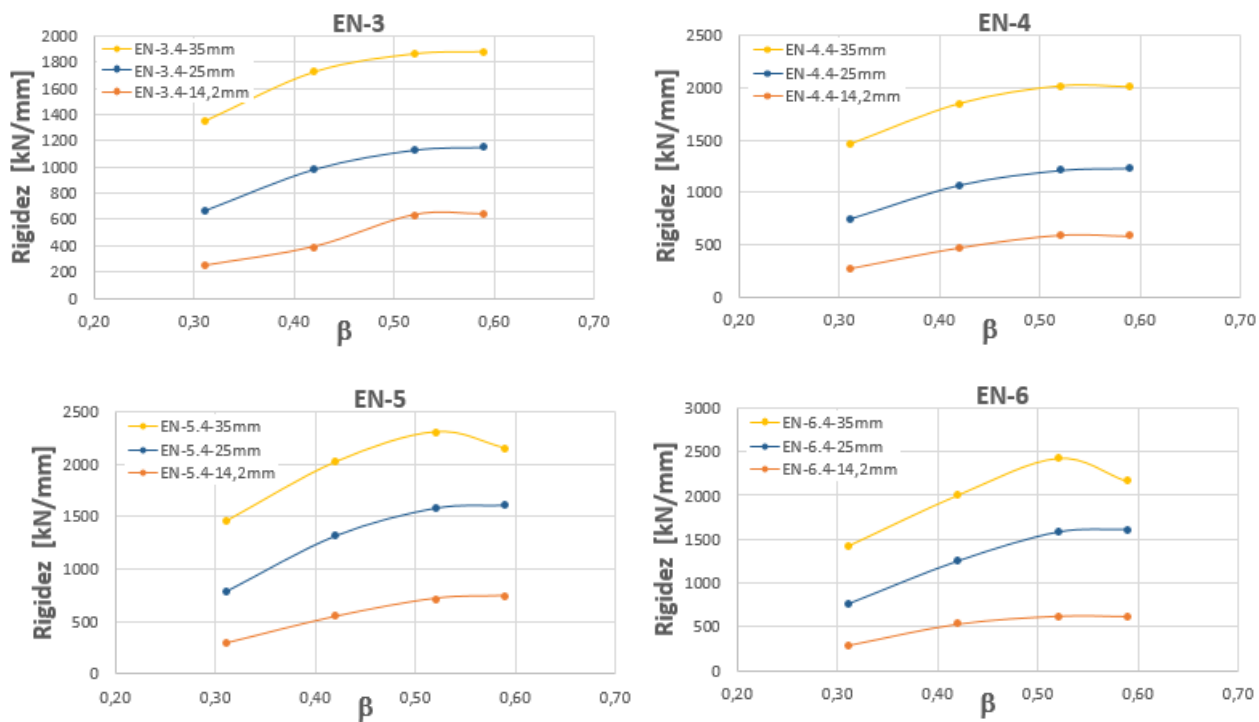 EN-3
Rigidez [kN/mm]
2000
1800
1600
1400
1200
1000
800
600
400
200
0
EN-3.4-35mm
EN-3.4-25mm
EN-3.4-14,2mm
0,20 0,30 0,40 0,50 0,60 0,70
β
EN-4
Rigidez [kN/mm]
2500
2000
1500
1000
500
0
EN-4.4-35mm
EN-4.4-25mm
EN-4.4-14,2mm
0,20 0,30 0,40 0,50 0,60 0,70
β
EN-5
Rigidez [kN/mm]
2500
2000
1500
1000
500
0
EN-5.4-35mm
EN-5.4-25mm
EN-5.4-14,2mm
0,20 0,30 0,40 0,50 0,60 0,70
β
EN-6
Rigidez [kN/mm]
3000
2500
2000
1500
1000
500
0
EN-6.4-35mm
EN-6.4-25mm
EN-6.4-14,2mm
0,20 0,30 0,40 0,50 0,60 0,70
β